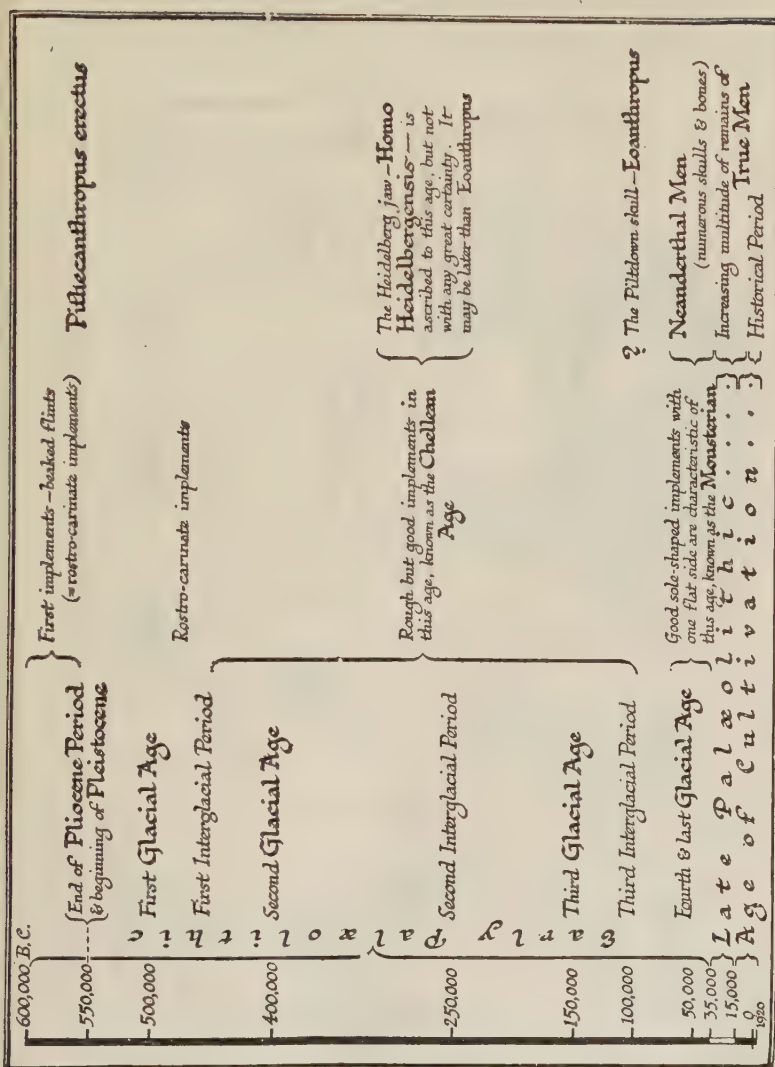 600,000 B.C.
550,000
500,000
400,000
250,000
150,000
100,000
50,000
35,000
15,000
0
1920
Early Palæolithic
End of Pliocene Period
& beginning of Pleistocene
First implements – beaked flints
(= rostro-carinate implements)
Pithecanthropus erectus
First Glacial Age
Rostro-carinate implements
First Interglacial Period
Second Glacial Age
Second Interglacial Period
Third Glacial Age
Third Interglacial Period
Rough but good implements in
this age, known as the Chellean
Age
The Heidelberg jaw – Homo
Heidelbergensis — is
ascribed to this age, but not
with any great certainty. It
may be later than Eoanthropus
? The Piltdown skull – Eoanthropus
Fourth & last Glacial Age
Good sole-shaped implements with
one flat side are characteristic of
this age, known as the Mousterian
Neanderthal Men
(numerous skulls & bones)
Late Palæolithic . . . . .
Increasing multitude of remains of
True Men
Age of Cultivation . . . .
Historical Period